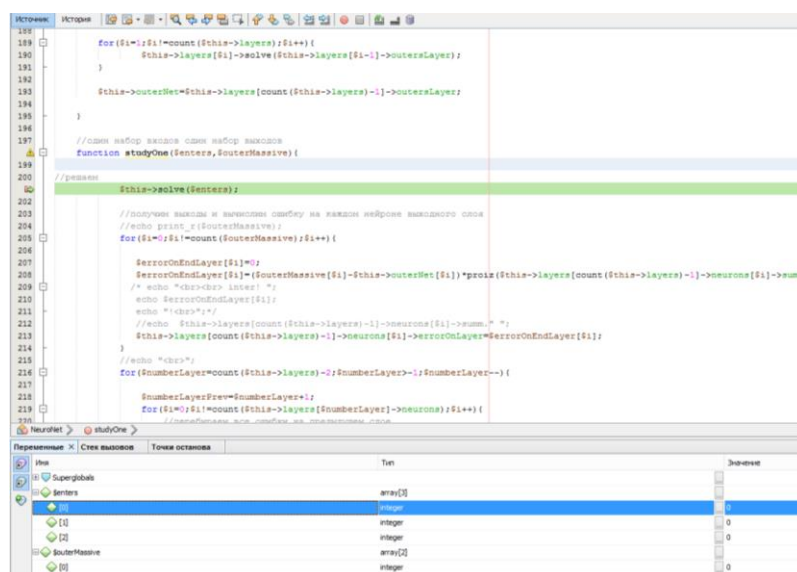 Источник История
188
189 for($i=1;$i!=count($this->layers);$i++){
190 $this->layers[$i]->solve($this->layers[$i-1]->outersLayer);
191 }
192
193 $this->outerNet=$this->layers[count($this->layers)-1]->outersLayer;
194
195 }
196
197 //один набор входов один набор выходов
function studyOne($enters,$outerMassive){
199
200 //решаем
$this->solve($enters);
202
203 //получим выходы и вычислим ошибку на каждом нейроне выходного слоя
204 //echo print_r($outerMassive);
205 for($i=0;$i!=count($outerMassive);$i++){
206
207 $errorOnEndLayer[$i]=0;
208 $errorOnEndLayer[$i]=($outerMassive[$i]-$this->outerNet[$i])*proiz($this->layers[count($this->layers)-1]->neurons[$i]->sum
209 /* echo "<br><br> inter! ";
210 echo $errorOnEndLayer[$i];
211 echo "!<br>";*/
212 //echo $this->layers[count($this->layers)-1]->neurons[$i]->summ." ";
213 $this->layers[count($this->layers)-1]->neurons[$i]->errorOnLayer=$errorOnEndLayer[$i];
214 }
215 //echo "<br>";
216 for($numberLayer=count($this->layers)-2;$numberLayer>-1;$numberLayer--){
217
218 $numberLayerPrev=$numberLayer+1;
219 for($i=0;$i!=count($this->layers[$numberLayer]->neurons);$i++){
220 //перебираем все ошибки на предыдущем слое
NeuroNet studyOne
Переменные Стек вызовов Точки останова
Имя Тип Значение
Superglobals
$enters array[3]
[0] integer 0
[1] integer 0
[2] integer 0
$outerMassive array[2]
[0] integer 0